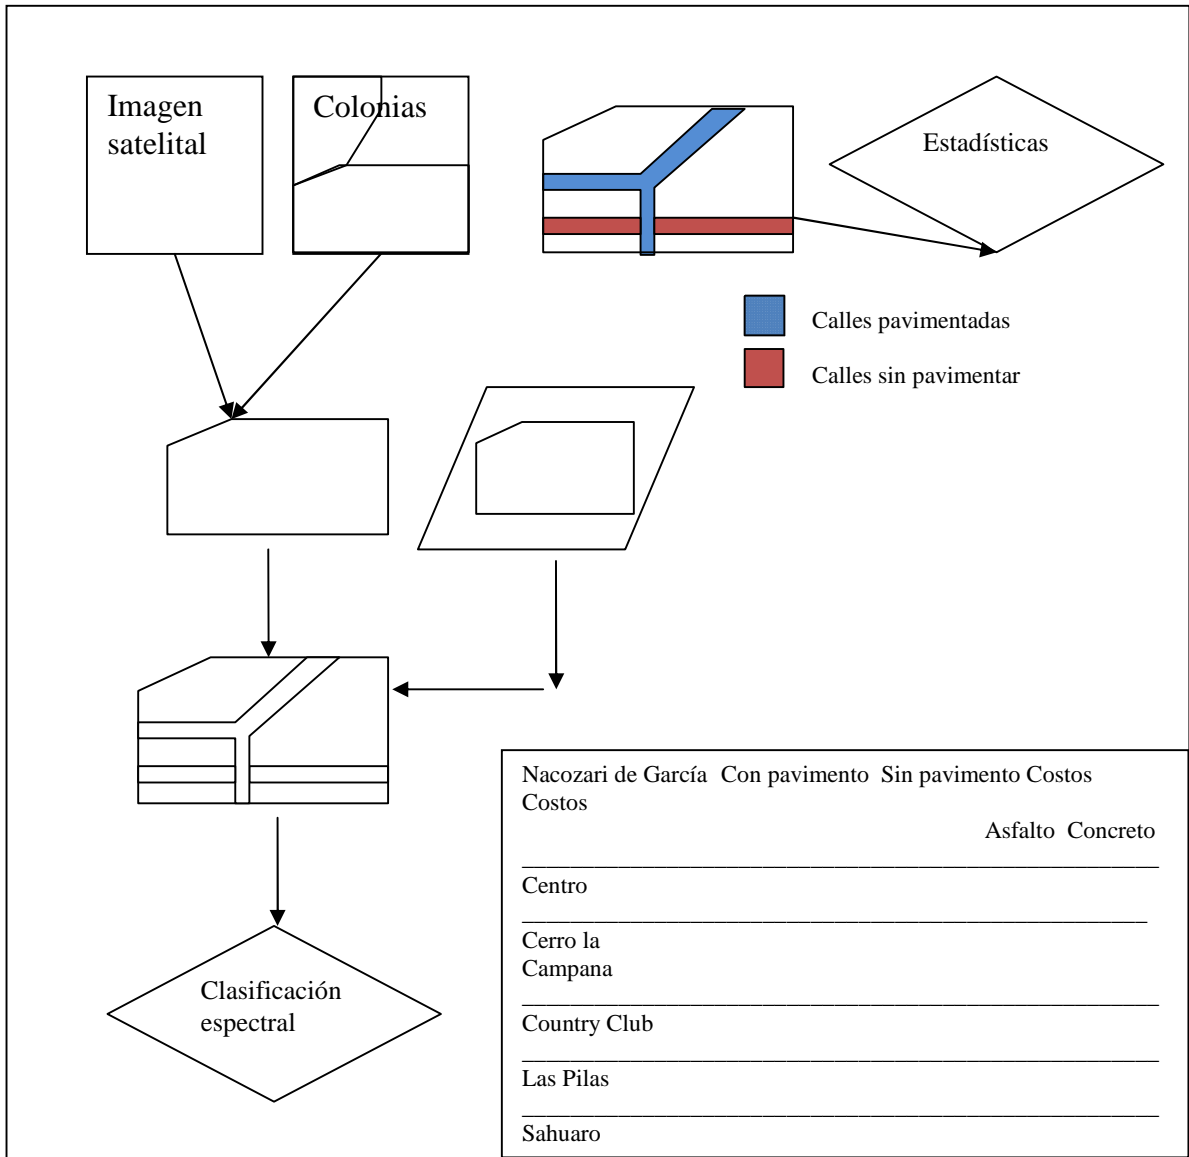 Imagen
satelital
Colonias
Estadísticas
Calles pavimentadas
Calles sin pavimentar
Clasificación
espectral
Nacozari de García Con pavimento Sin pavimento Costos
Costos
Asfalto Concreto
Centro
Cerro la
Campana
Country Club
Las Pilas
Sahuaro